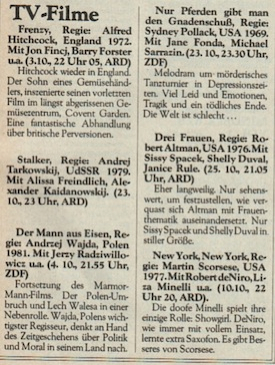 TV-Filme
Frenzy, Regie: Alfred
Hitchcock, England 1972.
Mit Jon Fincj, Barry Forster
u.a. (3.10., 22 Uhr 05, ARD)
Hitchcock wieder in England.
Der Sohn eines Gemüsehänd-
lers, inszenierte seinen vorletzten
Film im längst abgerissenen Ge-
müsezentrum, Covent Garden.
Eine fantastische Abhandlung
über britische Perversionen.
Stalker, Regie: Andrej
Tarkowskij, UdSSR 1979.
Mit Alissa Freindlich, Ale-
xander Kaidanowskij. (23.
10., 23 Uhr, ARD)
Der Mann aus Eisen, Re-
gie: Andrzej Wajda, Polen
1981. Mit Jerzy Radziwillo-
wicz u.a. (4. 10., 21.55 Uhr,
ZDF)
Fortsetzung des Marmor-
Mann-Films. Der Polen-Um-
bruch und Lech Walesa in einer
Nebenrolle. Wajda, Polens wich-
tigster Regisseur, denkt an Hand
des Zeitgeschehens über Politik
und Moral in seinem Land nach.
Nur Pferden gibt man
den Gnadenschuß, Regie:
Sydney Pollack, USA 1969.
Mit Jane Fonda, Michael
Sarrazin. (23. 10., 23.30 Uhr,
ZDF)
Melodram um mörderisches
Tanzturnier in Depressionszei-
ten. Viel Leid und Emotionen,
Tragik und ein tödliches Ende.
Die Welt ist schlecht . . .
Drei Frauen, Regie: Ro-
bert Altman, USA 1976. Mit
Sissy Spacek, Shelly Duval,
Janice Rule. (25. 10., 21.05
Uhr, ARD)
Eher langweilig. Nur sehens-
wert, um festzustellen, wie ver-
quast sich Altman mit Frauen-
thematik auseinandersetzt. Nur
Sissy Spacek und Shelly Duval in
stiller Größe.
New York, New York, Re-
gie: Martin Scorsese, USA
1977. Mit Robert de Niro, Li-
za Minelli u.a. (10.10., 22
Uhr 20, ARD).
Die doofe Minelli spielt ihre
einzige Rolle: Showgirl. DeNiro,
wie immer mit vollem Einsatz,
lernte extra Saxofon. Es gibt Bes-
seres von Scorsese.